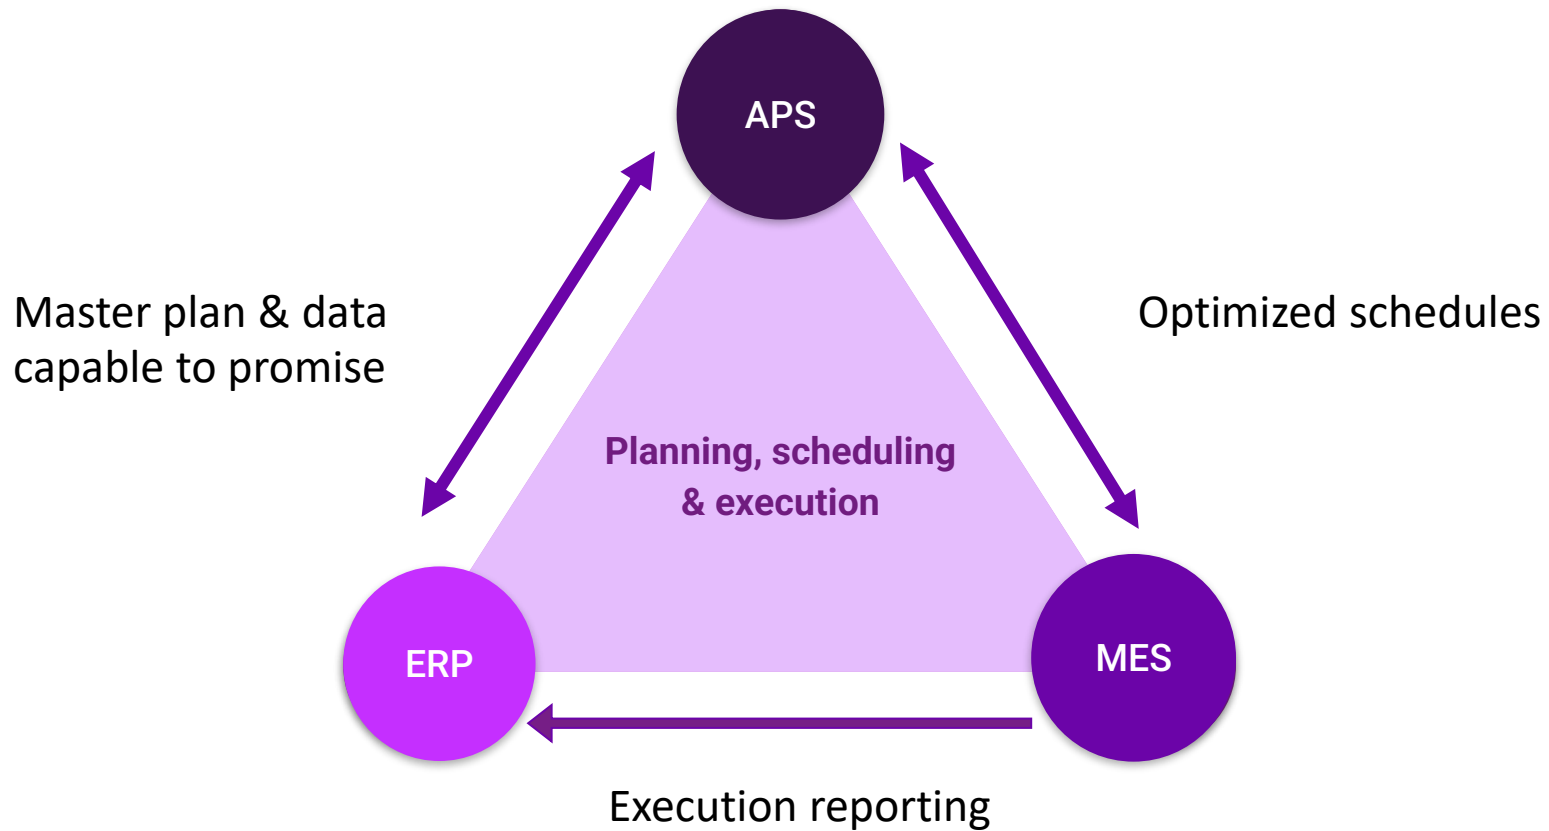 APS
Master plan & data
capable to promise
Optimized schedules
Planning, scheduling
& execution
ERP
MES
Execution reporting